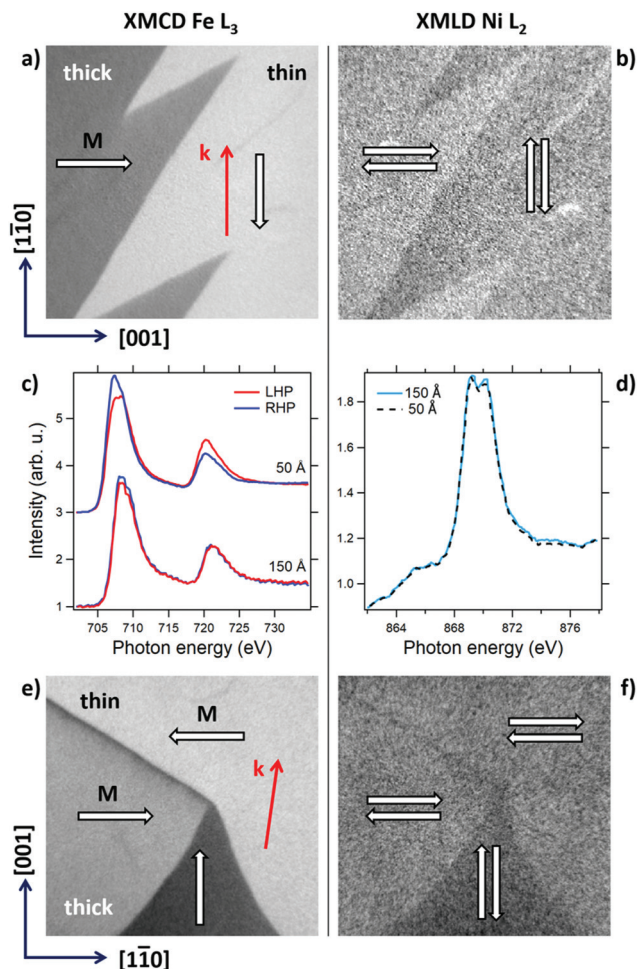 XMCD Fe L₃
XMLD Ni L₂
a)
thick
thin
M
k
[11̅0]
[001]
b)
c)
LHP
RHP
50 Å
150 Å
Intensity (arb. u.)
5
4
3
2
1
705 710 715 720 725 730
Photon energy (eV)
d)
150 Å
50 Å
1.8
1.6
1.4
1.2
1.0
864 868 872 876
Photon energy (eV)
e)
thin
M
M
k
thick
[001]
[11̅0]
f)